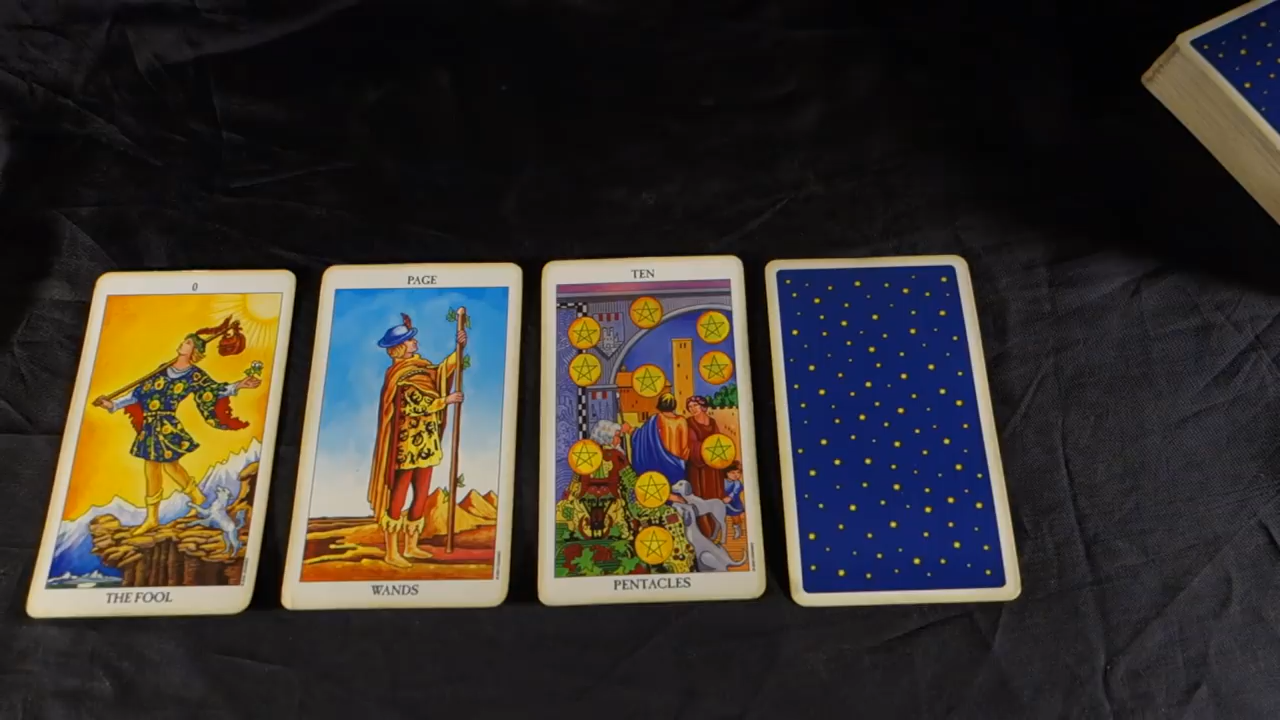 0
THE FOOL
PAGE
WANDS
TEN
PENTACLES